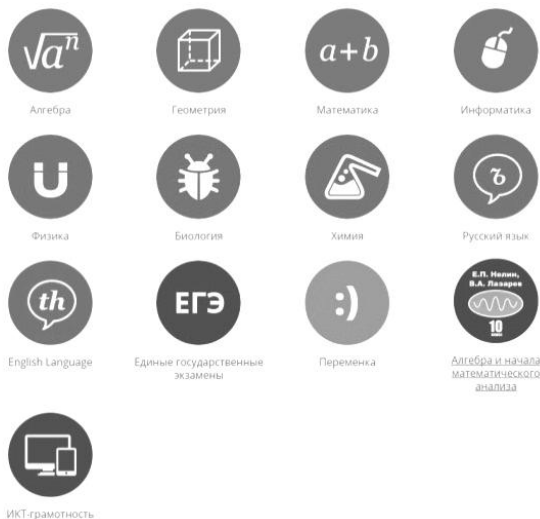 √aⁿ
a+b
Алгебра
Геометрия
Математика
Информатика
ъ
Физика
Биология
Химия
Русский язык
th
ЕГЭ
:)
Е.П. Нелин,
В.А. Лазарев
10
English Language
Единые государственные
экзамены
Переменка
Алгебра и начала
математического
анализа
ИКТ-грамотность